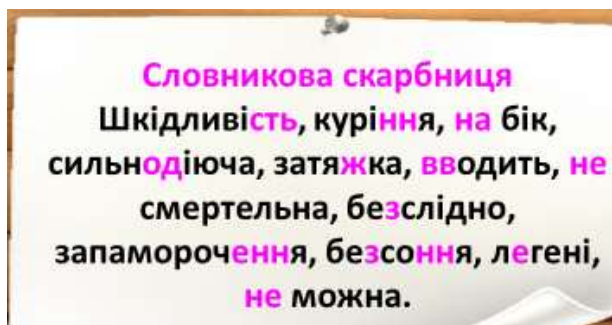 Словникова скарбниця
Шкідливість, куріння, на бік,
сильнодіюча, затяжка, вводить, не
смертельна, безслідно,
запаморочення, безсоння, легені,
не можна.